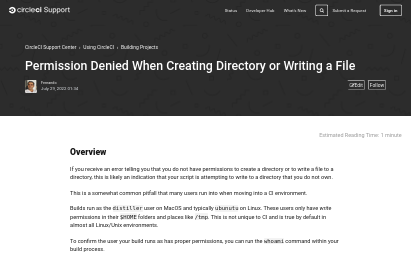 circleci Support
Status Developer Hub What's New Submit a Request Sign in
CircleCI Support Center › Using CircleCI › Building Projects
Permission Denied When Creating Directory or Writing a File
Fernando
July 29, 2022 01:04
Edit Follow
Estimated Reading Time: 1 minute
Overview
If you receive an error telling you that you do not have permissions to create a directory or to write a file to a
directory, this is likely an indication that your script is attempting to write to a directory that you do not own.
This is a somewhat common pitfall that many users run into when moving into a CI environment.
Builds run as the distiller user on MacOS and typically ubuntu on Linux. These users only have write
permissions in their $HOME folders and places like /tmp. This is not unique to CI and is true by default in
almost all Linux/Unix environments.
To confirm the user your build runs as has proper permissions, you can run the whoami command within your
build process.